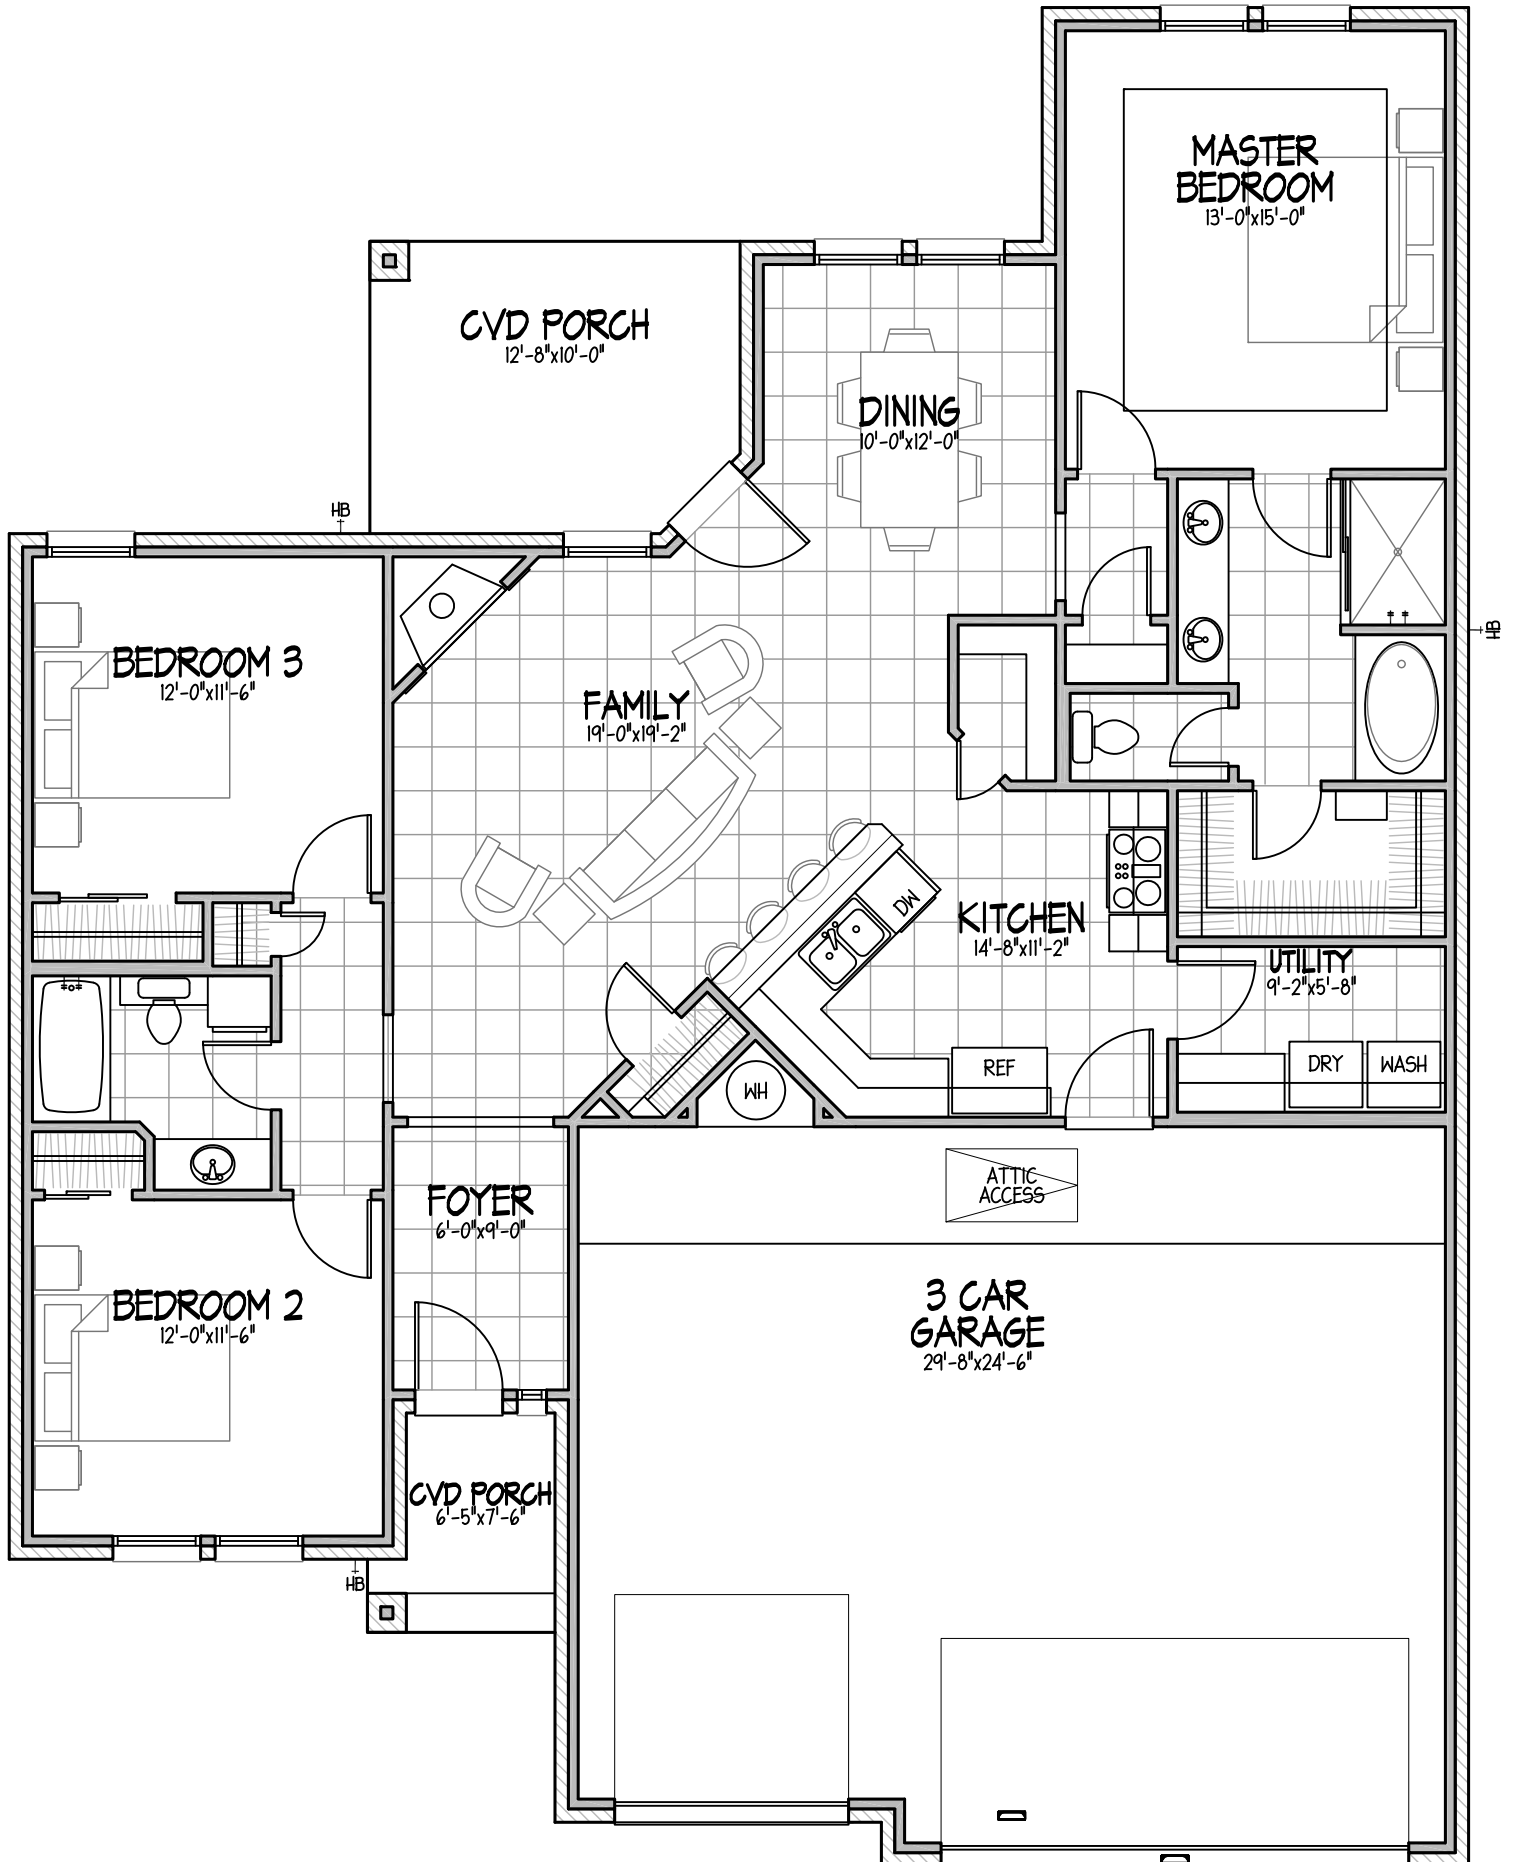 MASTER
BEDROOM
13'-0"x15'-0"
CVD PORCH
12'-8"x10'-0"
DINING
10'-0"x12'-0"
HB
HB
BEDROOM 3
12'-0"x11'-6"
FAMILY
19'-0"x19'-2"
DW
KITCHEN
14'-8"x11'-2"
UTILITY
9'-2"x5'-8"
REF
DRY
WASH
WH
ATTIC
ACCESS
FOYER
6'-0"x9'-0"
BEDROOM 2
12'-0"x11'-6"
3 CAR
GARAGE
29'-8"x24'-6"
CVD PORCH
6'-5"x7'-6"
HB